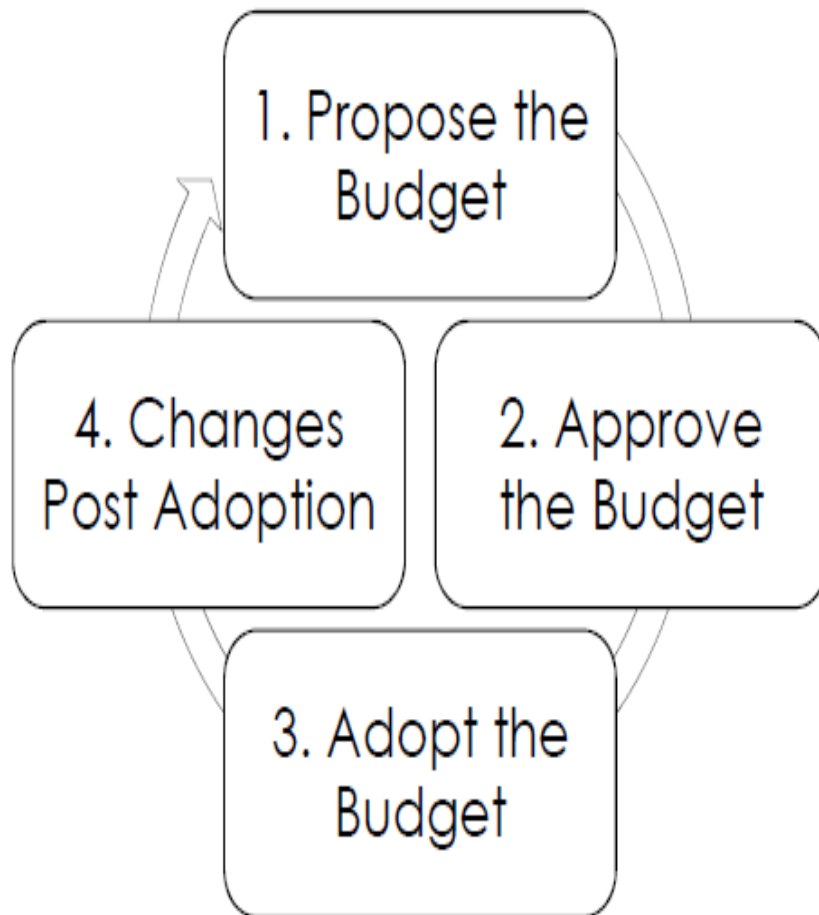 1. Propose the
Budget
2. Approve
the Budget
3. Adopt the
Budget
4. Changes
Post Adoption